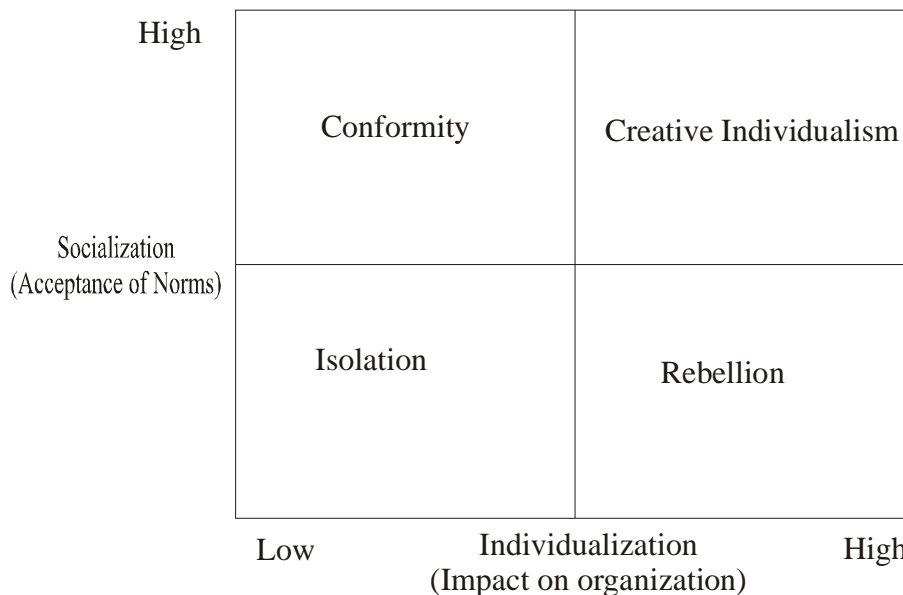 High
Conformity
Creative Individualism
Socialization
(Acceptance of Norms)
Isolation
Rebellion
Low
Individualization
(Impact on organization)
High